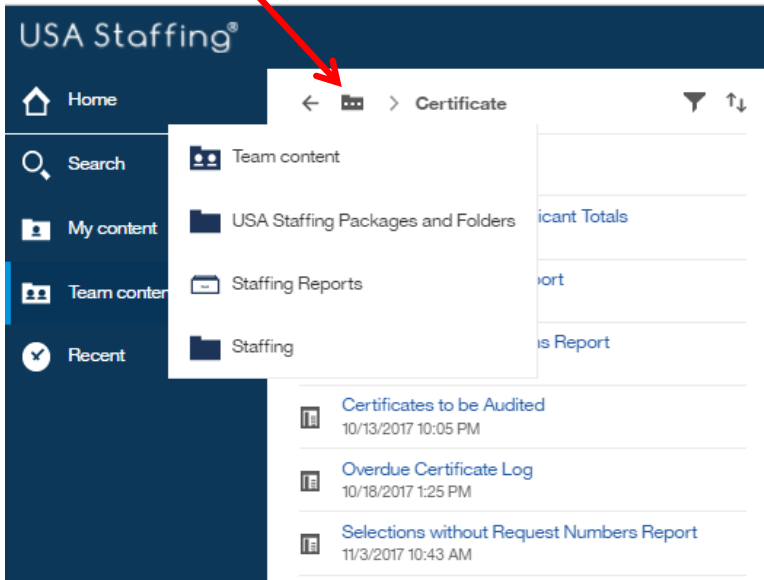 USA Staffing®
Home
Certificate
Search
My content
Team conten
Recent
Team content
USA Staffing Packages and Folders
Staffing Reports
Staffing
icant Totals
ort
s Report
Certificates to be Audited
10/13/2017 10:05 PM
Overdue Certificate Log
10/18/2017 1:25 PM
Selections without Request Numbers Report
11/3/2017 10:43 AM